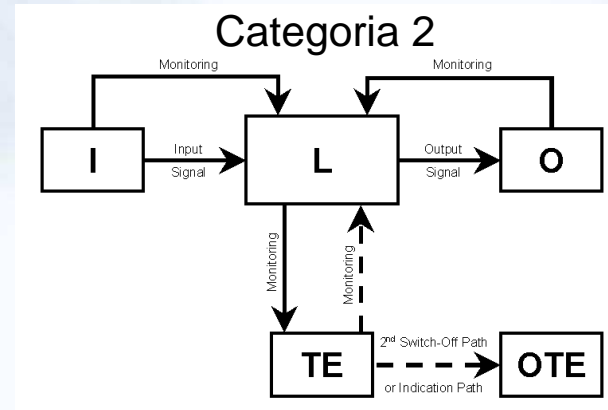 Categoria 2
Monitoring
Monitoring
I
Input
Signal
L
Output
Signal
O
Monitoring
Monitoring
TE
2nd Switch-Off Path
or Indication Path
OTE